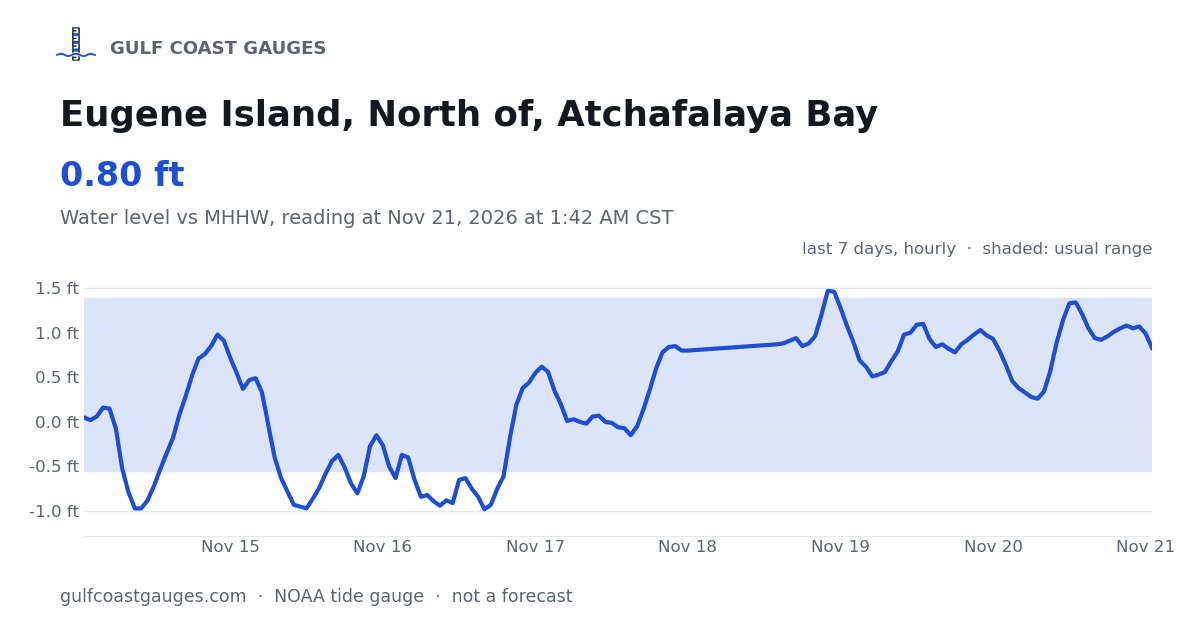 GULF COAST GAUGES
Eugene Island, North of, Atchafalaya Bay
0.80 ft
Water level vs MHHW, reading at Nov 21, 2026 at 1:42 AM CST
last 7 days, hourly · shaded: usual range
1.5 ft
1.0 ft
0.5 ft
0.0 ft
-0.5 ft
-1.0 ft
Nov 15 Nov 16 Nov 17 Nov 18 Nov 19 Nov 20 Nov 21
gulfcoastgauges.com · NOAA tide gauge · not a forecast